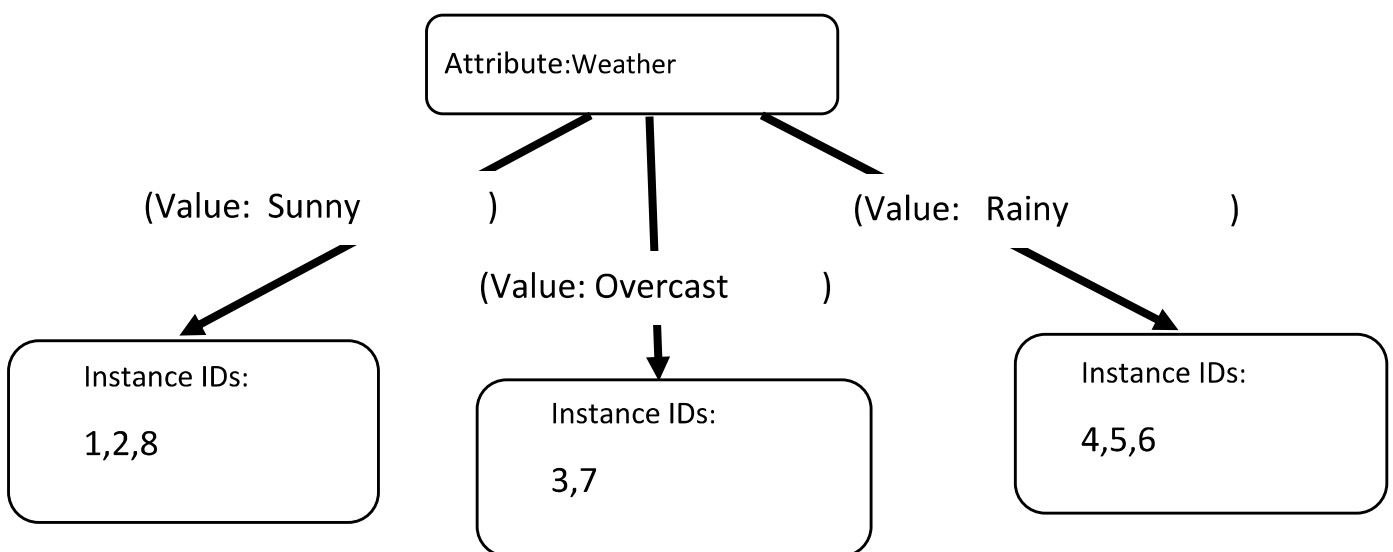 Attribute:Weather
(Value: Sunny )
(Value: Rainy )
(Value: Overcast )
Instance IDs:
1,2,8
Instance IDs:
3,7
Instance IDs:
4,5,6